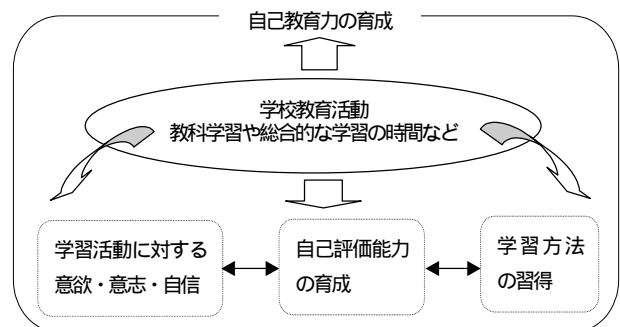 自己教育力の育成
学校教育活動
教科学習や総合的な学習の時間など
学習活動に対する
意欲・意志・自信
自己評価能力
の育成
学習方法
の習得